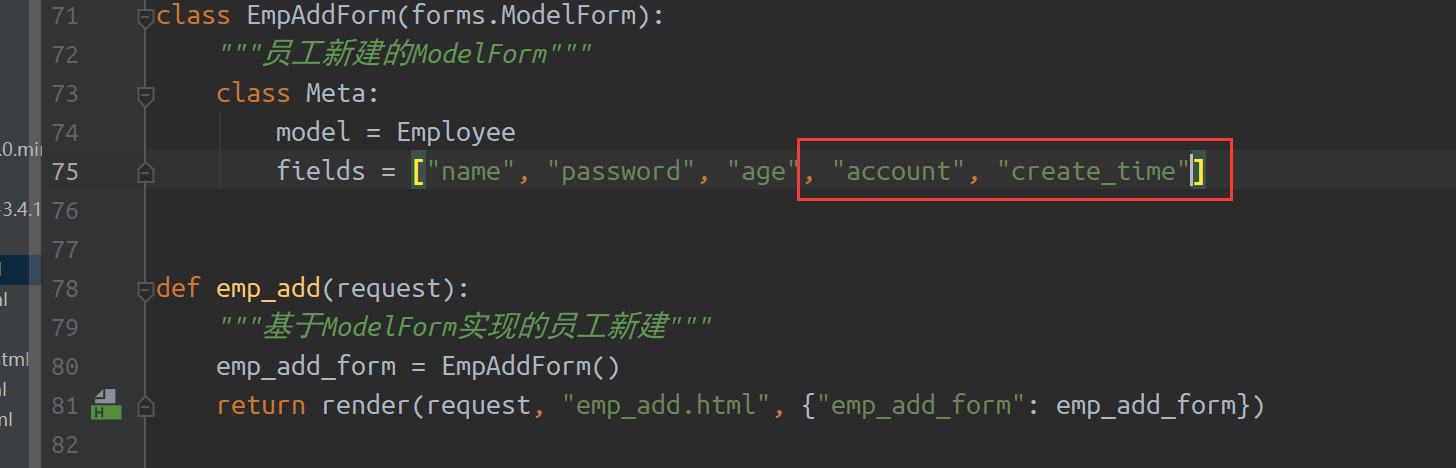 71 class EmpAddForm(forms.ModelForm):
72 """员工新建的ModelForm"""
73 class Meta:
74 model = Employee
.0.min
75 fields = ["name", "password", "age", "account", "create_time"]
76
-3.4.1
77
78 def emp_add(request):
79 """基于ModelForm实现的员工新建"""
80 emp_add_form = EmpAddForm()
tml
81 return render(request, "emp_add.html", {"emp_add_form": emp_add_form})
H
ml
82